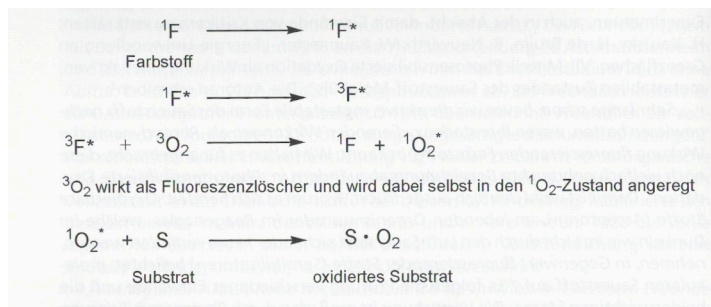 ¹F ⟶ ¹F*
Farbstoff
¹F* ⟶ ³F*
³F* + ³O₂ ⟶ ¹F + ¹O₂*
³O₂ wirkt als Fluoreszenzlöscher und wird dabei selbst in den ¹O₂-Zustand angeregt
¹O₂* + S ⟶ S · O₂
Substrat oxidiertes Substrat